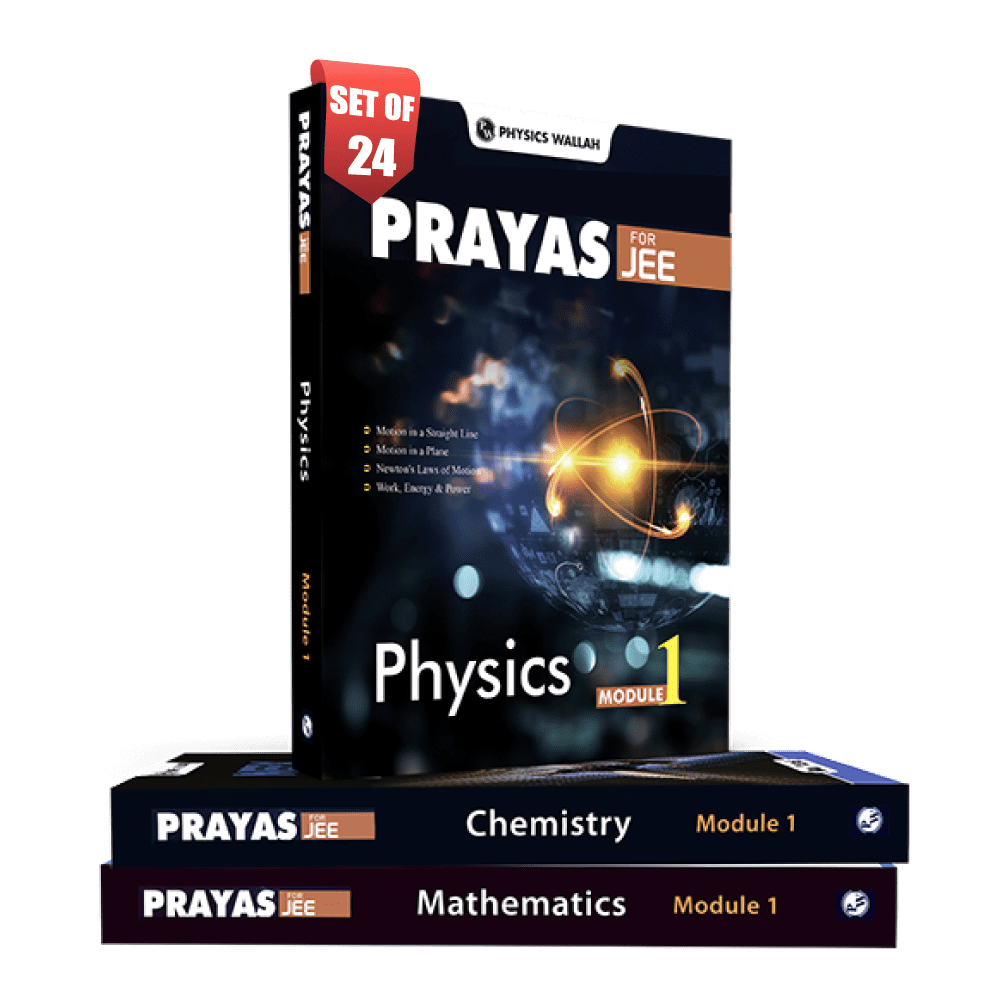 SET OF
24
PW PHYSICS WALLAH
PRAYAS FOR JEE
Motion in a Straight Line
Motion in a Plane
Newton's Laws of Motion
Work, Energy & Power
Physics
MODULE 1
PRAYAS FOR JEE
Physics
Module 1
PRAYAS FOR JEE Chemistry Module 1
PRAYAS FOR JEE Mathematics Module 1